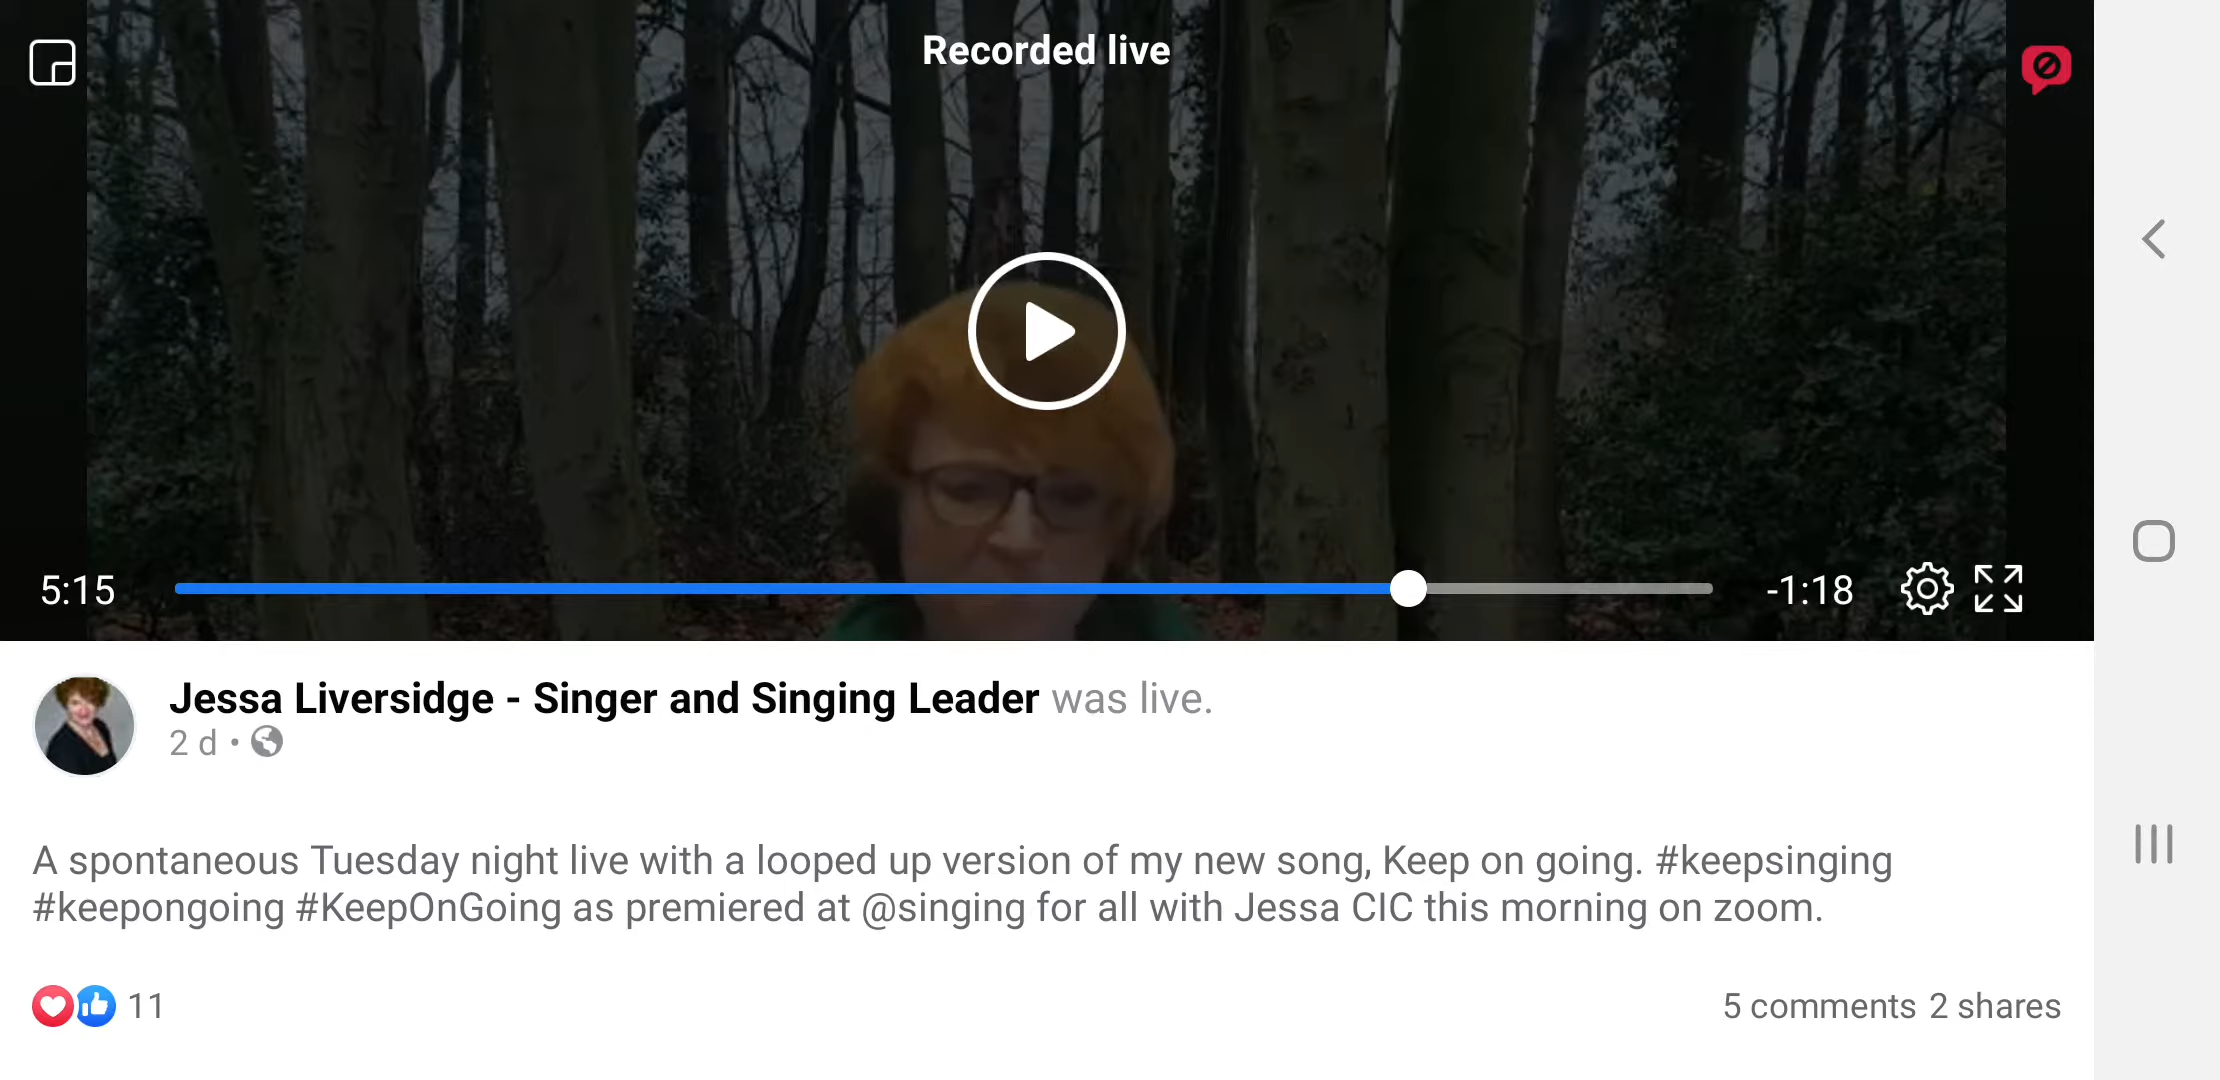 Recorded live
5:15
-1:18
Jessa Liversidge - Singer and Singing Leader was live.
2 d •
A spontaneous Tuesday night live with a looped up version of my new song, Keep on going. #keepsinging
#keepongoing #KeepOnGoing as premiered at @singing for all with Jessa CIC this morning on zoom.
11
5 comments 2 shares